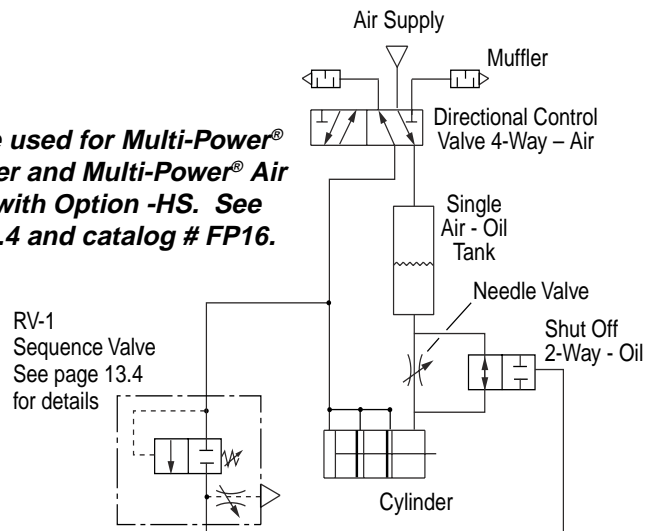 Air Supply
Muffler
Directional Control
Valve 4-Way – Air
used for Multi-Power®
and Multi-Power® Air
with Option -HS. See
.4 and catalog # FP16.
Single
Air - Oil
Tank
Needle Valve
Shut Off
2-Way - Oil
RV-1
Sequence Valve
See page 13.4
for details
Cylinder